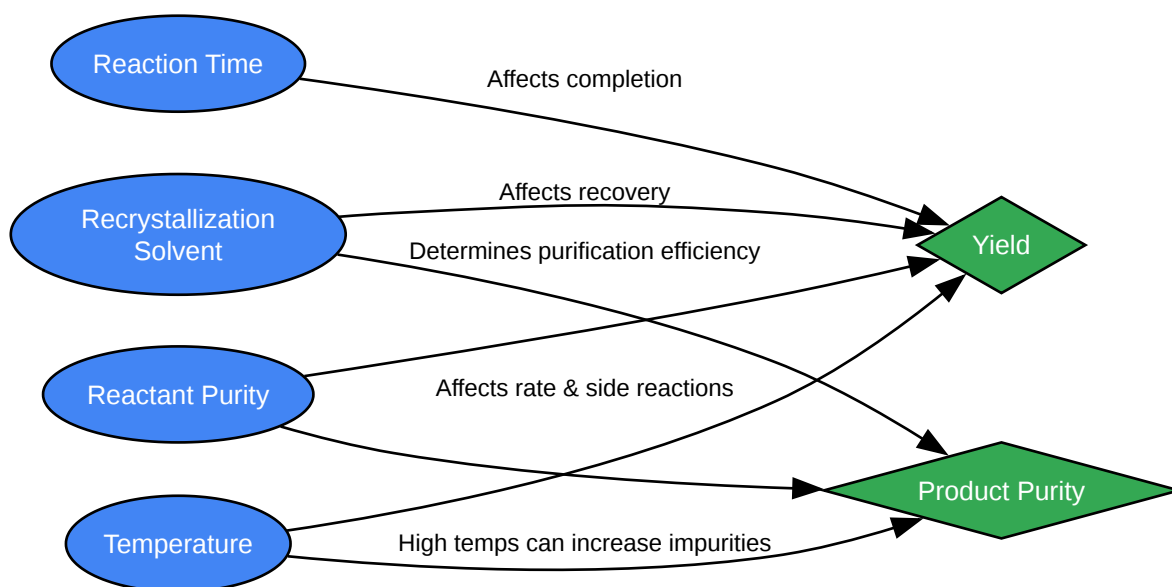 Reaction Time
Affects completion
Recrystallization
Solvent
Affects recovery
Determines purification efficiency
Yield
Reactant Purity
Affects rate & side reactions
Product Purity
Temperature
High temps can increase impurities